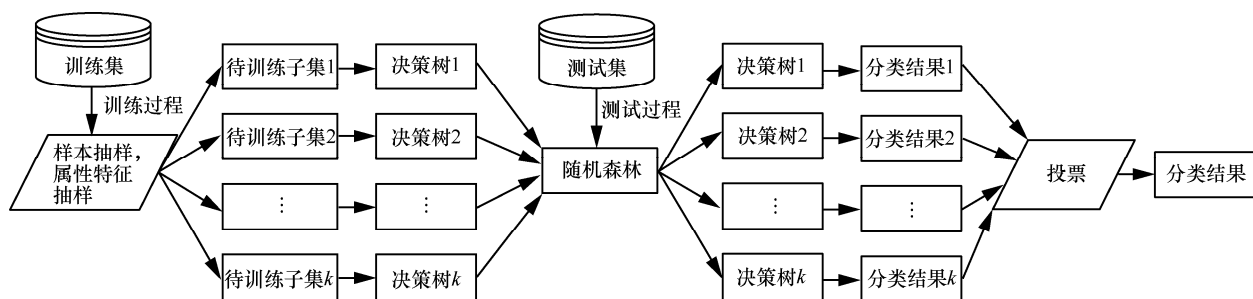 训练集
训练过程
样本抽样，
属性特征
抽样
待训练子集1
决策树1
待训练子集2
决策树2
⋮
⋮
待训练子集k
决策树k
测试集
测试过程
随机森林
决策树1
分类结果1
决策树2
分类结果2
⋮
⋮
决策树k
分类结果k
投票
分类结果